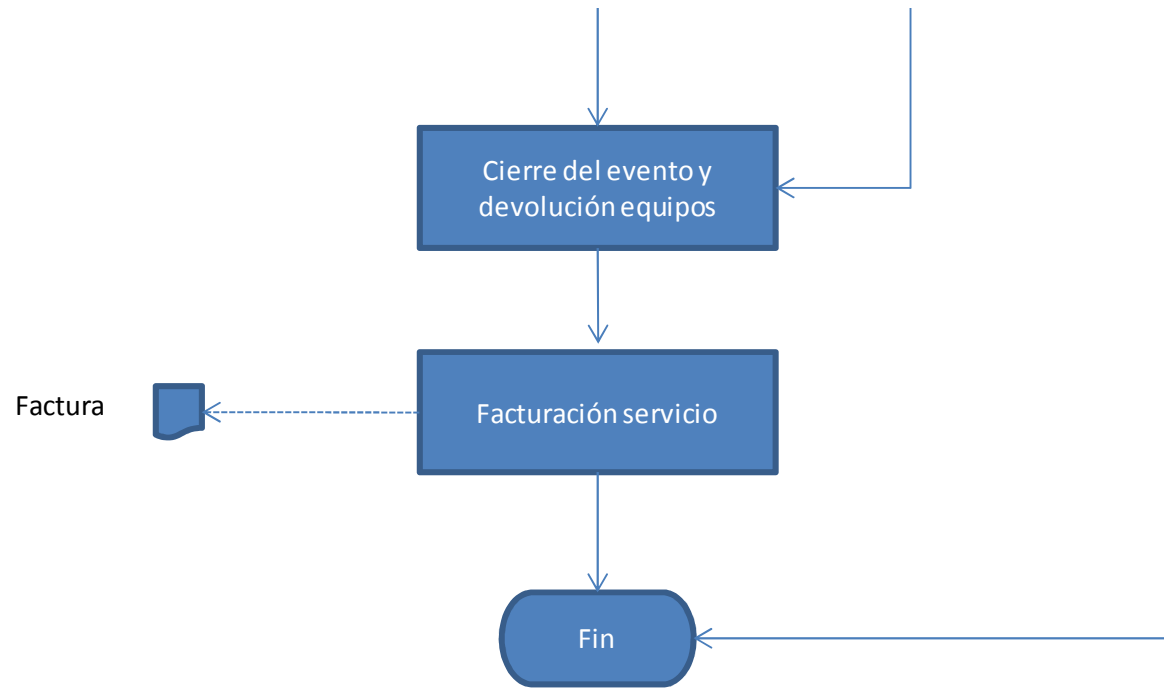 Cierre del evento y
devolución equipos
Factura
Facturación servicio
Fin